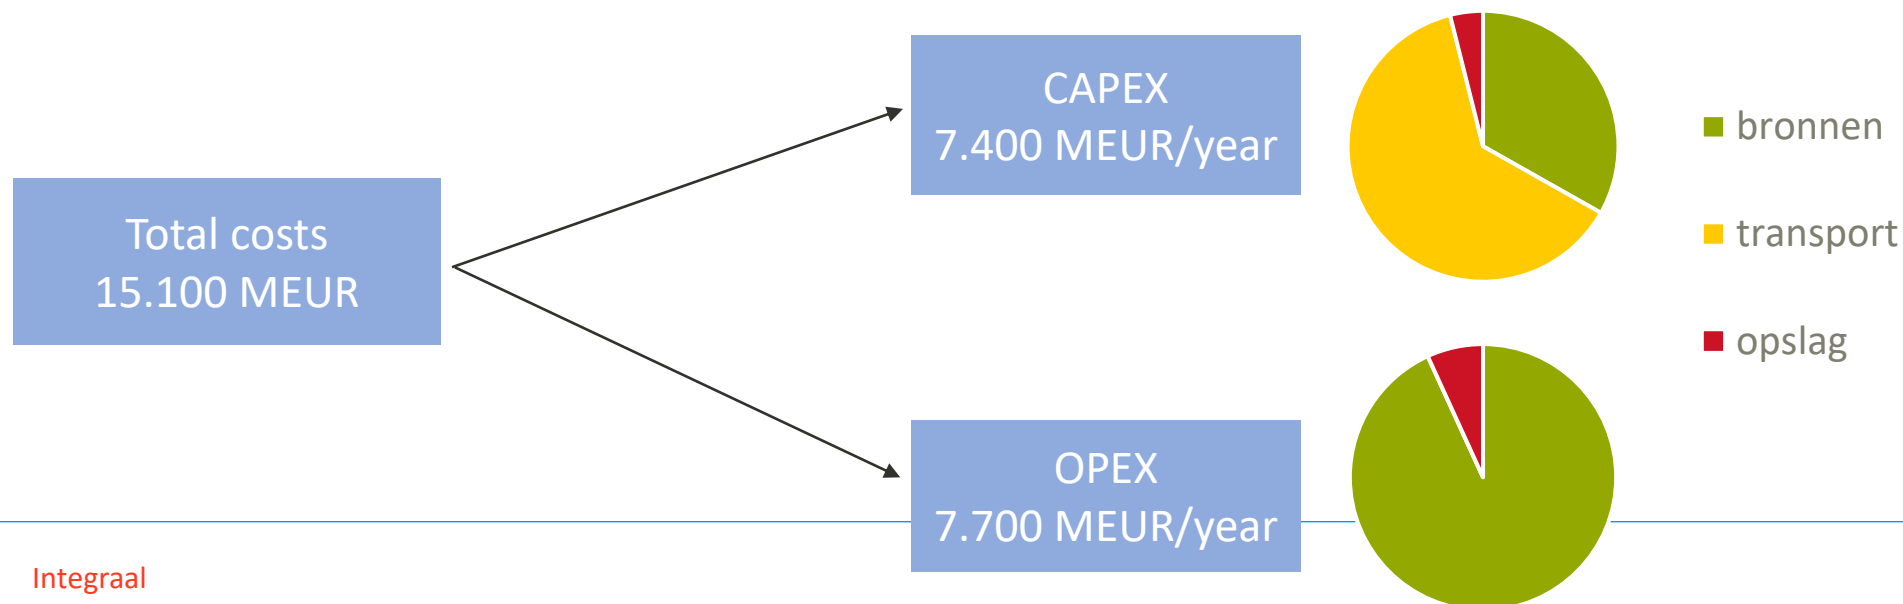 Total costs
15.100 MEUR
CAPEX
7.400 MEUR/year
OPEX
7.700 MEUR/year
bronnen
transport
opslag
Integraal